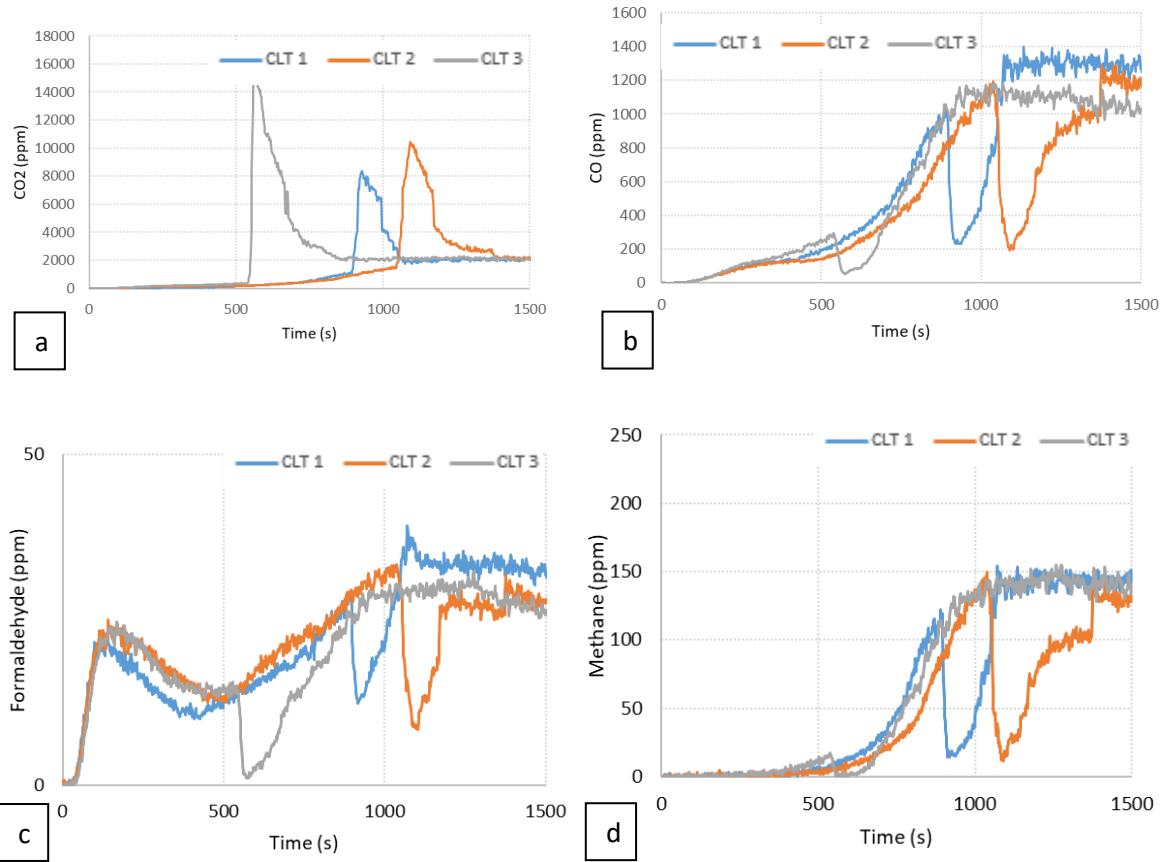 18000
16000
14000
12000
10000
8000
6000
4000
2000
0
CO2 (ppm)
CLT 1 CLT 2 CLT 3
0 500 1000 1500
Time (s)
a
1600
1400
1200
1000
800
600
400
200
0
CO (ppm)
CLT 1 CLT 2 CLT 3
0 500 1000 1500
Time (s)
b
50
0
Formaldehyde (ppm)
CLT 1 CLT 2 CLT 3
0 500 1000 1500
Time (s)
c
250
200
150
100
50
0
Methane (ppm)
CLT 1 CLT 2 CLT 3
0 500 1000 1500
Time (s)
d